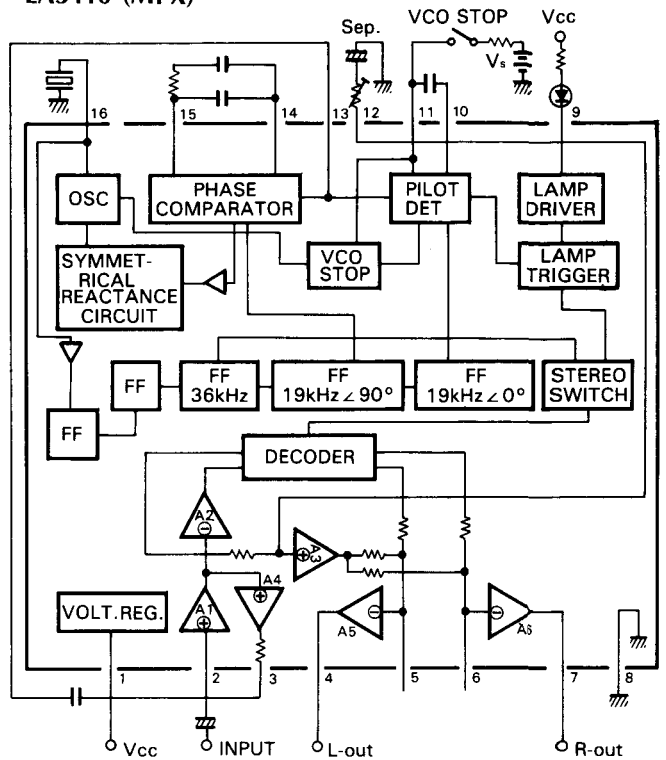 LA3410 (MPX)
VCO STOP
Vcc
Sep.
Vs
16
15
14
13
12
11
10
9
OSC
PHASE
COMPARATOR
PILOT
DET
LAMP
DRIVER
SYMMET-
RICAL
REACTANCE
CIRCUIT
VCO
STOP
LAMP
TRIGGER
FF
FF
FF
36kHz
FF
19kHz∠90°
FF
19kHz∠0°
STEREO
SWITCH
DECODER
A2
A3
A4
VOLT.REG.
A1
A5
A6
1
2
3
4
5
6
7
8
Vcc
INPUT
L-out
R-out